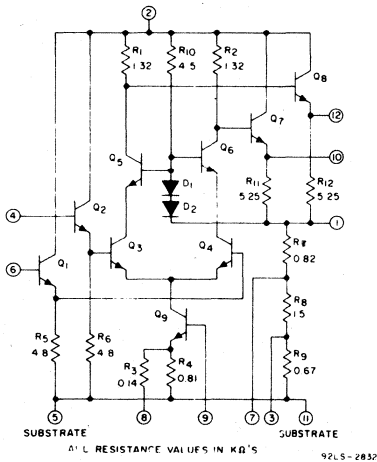 2
R1
1.32
R10
4.5
R2
1.32
Q8
Q7
12
Q5
Q6
10
D1
R11
5.25
R12
5.25
D2
Q2
4
1
Q3
Q4
R7
0.82
6
Q1
R8
1.5
Q9
R5
4.8
R6
4.8
R3
0.14
R4
0.81
R9
0.67
5
8
9
7
3
11
SUBSTRATE
SUBSTRATE
ALL RESISTANCE VALUES IN KΩ'S
92LS-2832